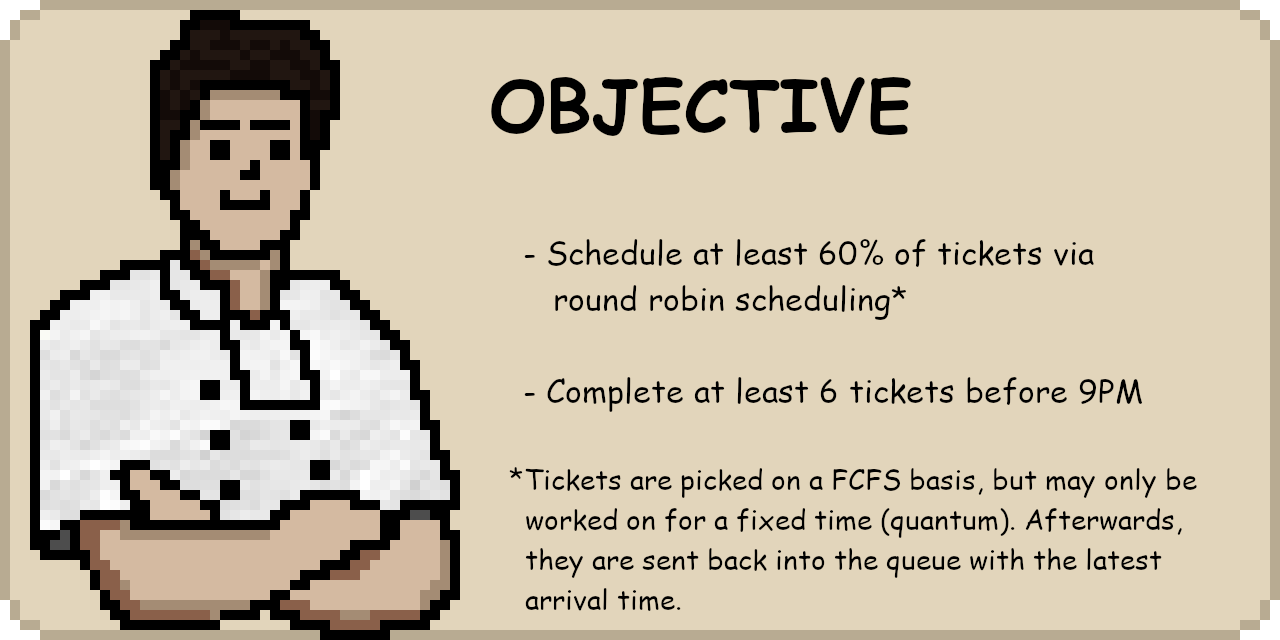 OBJECTIVE
- Schedule at least 60% of tickets via
round robin scheduling*
- Complete at least 6 tickets before 9PM
*Tickets are picked on a FCFS basis, but may only be
worked on for a fixed time (quantum). Afterwards,
they are sent back into the queue with the latest
arrival time.